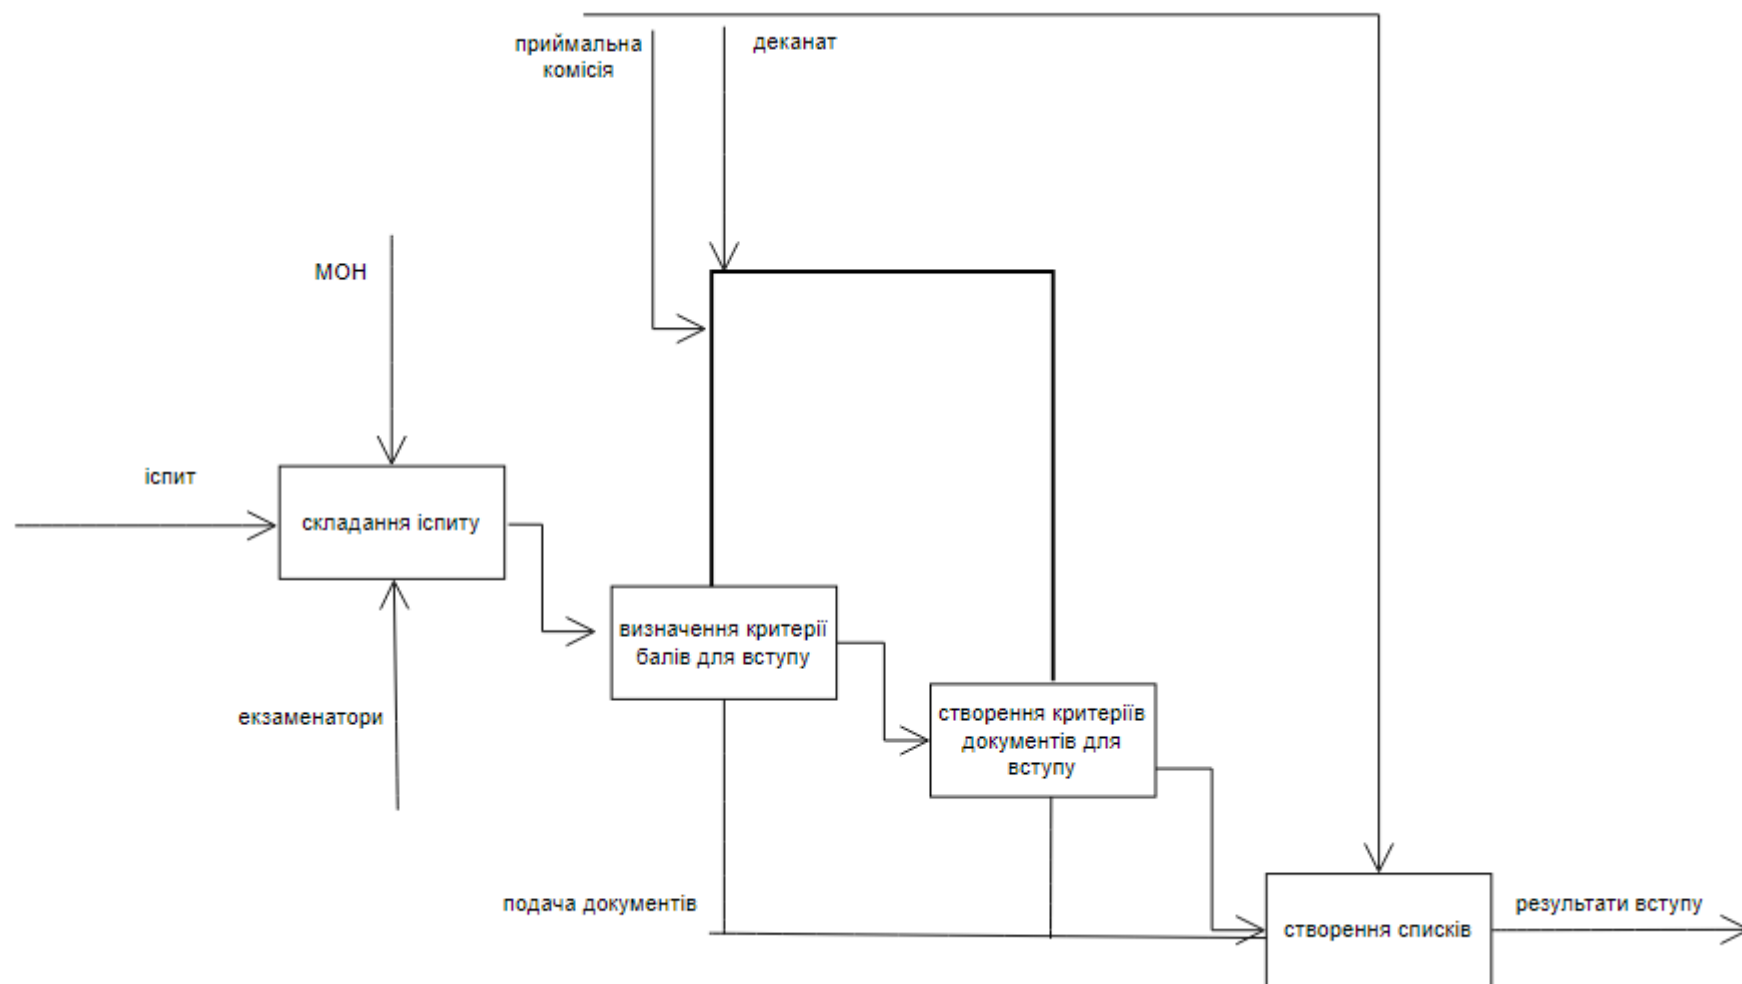 приймальна
комісія
деканат
МОН
іспит
складання іспиту
визначення критерії
балів для вступу
екзаменатори
створення критеріїв
документів для
вступу
подача документів
створення списків
результати вступу